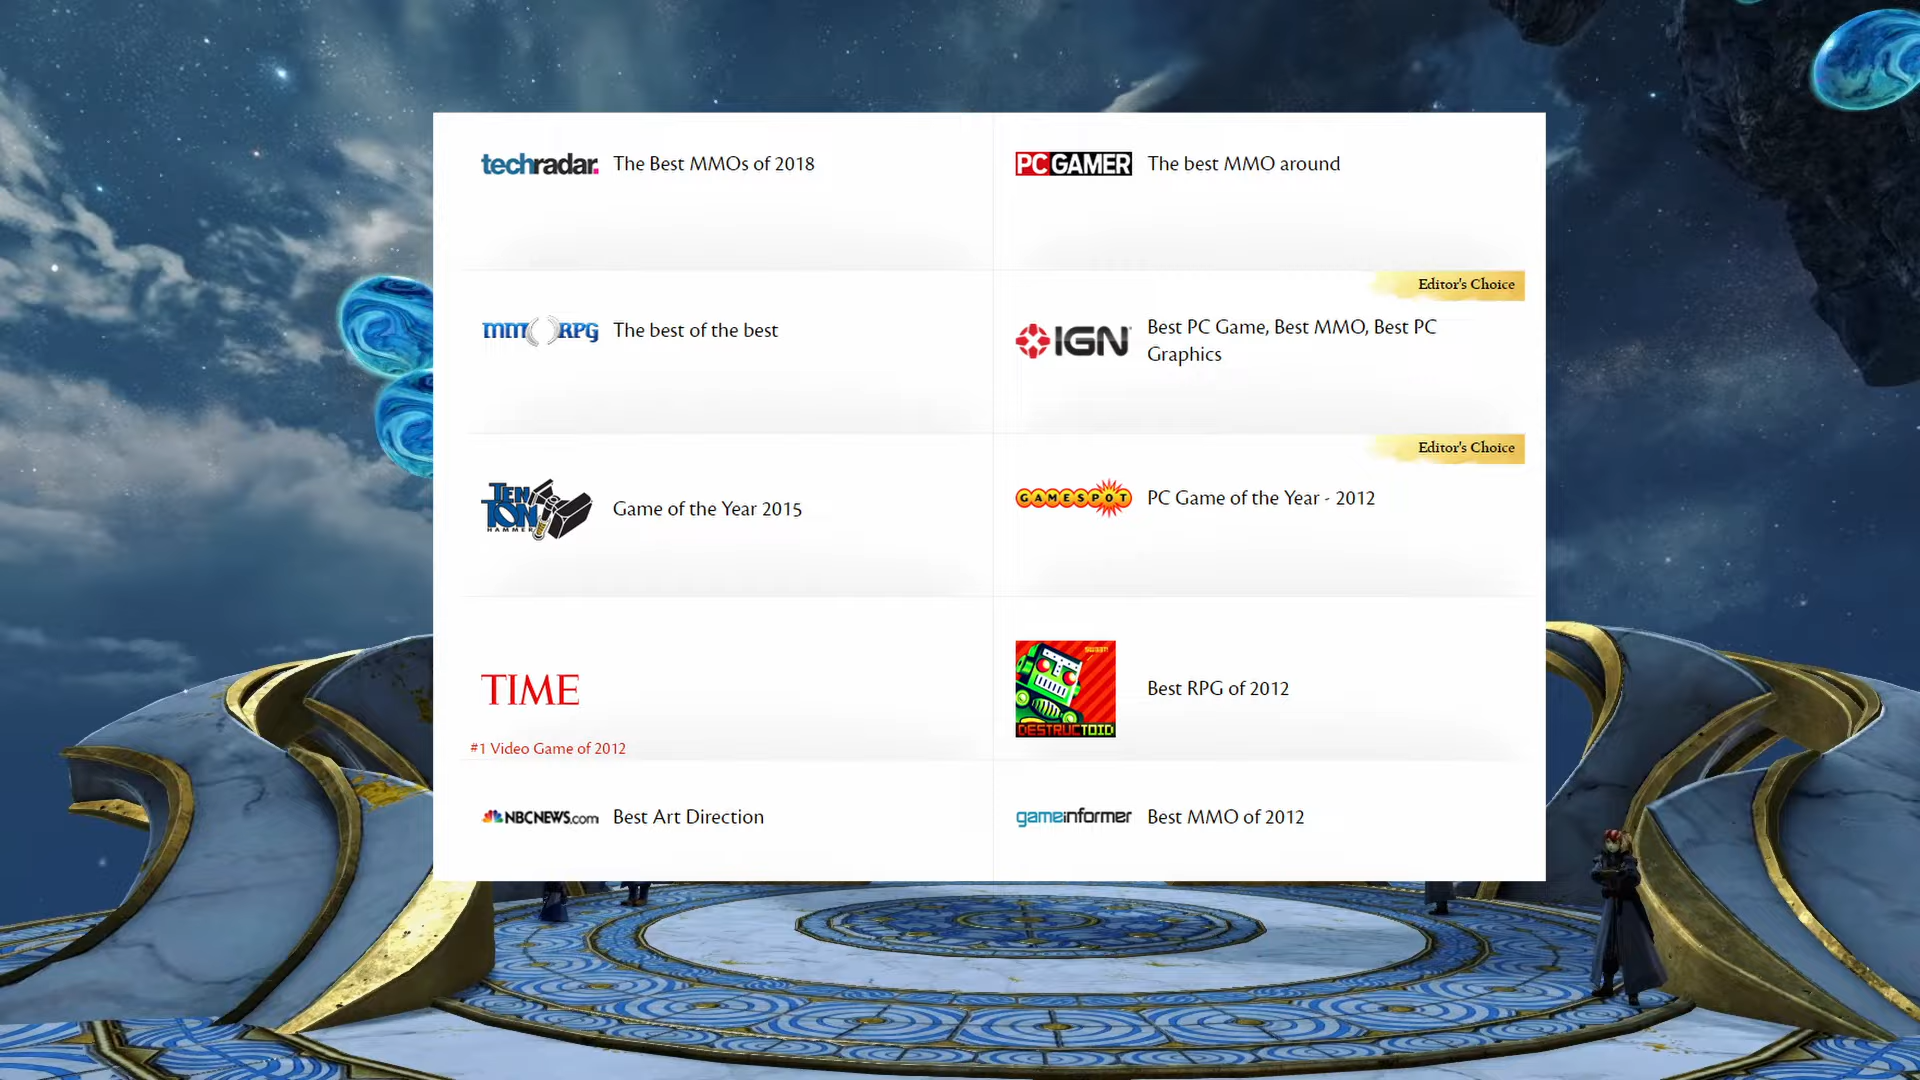 techradar. The Best MMOs of 2018
PC GAMER The best MMO around
mmorpg The best of the best
Editor's Choice
IGN Best PC Game, Best MMO, Best PC
Graphics
TEN TON HAMMER Game of the Year 2015
Editor's Choice
GAMESPOT PC Game of the Year - 2012
TIME
#1 Video Game of 2012
SWEET!
DESTRUCTOID Best RPG of 2012
NBCNEWS.com Best Art Direction
gameinformer Best MMO of 2012